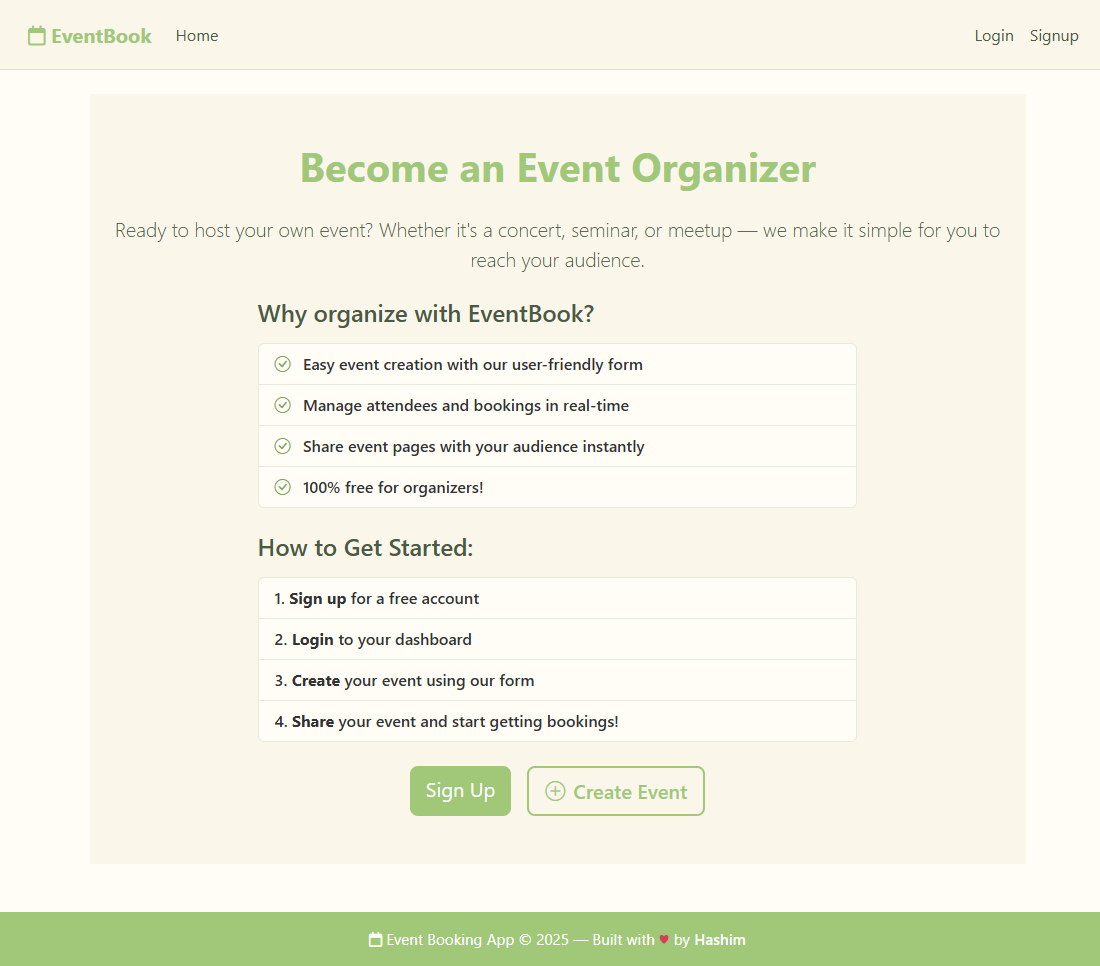 EventBook Home Login Signup
Become an Event Organizer
Ready to host your own event? Whether it's a concert, seminar, or meetup — we make it simple for you to
reach your audience.
Why organize with EventBook?
Easy event creation with our user-friendly form
Manage attendees and bookings in real-time
Share event pages with your audience instantly
100% free for organizers!
How to Get Started:
1. Sign up for a free account
2. Login to your dashboard
3. Create your event using our form
4. Share your event and start getting bookings!
Sign Up Create Event
Event Booking App © 2025 — Built with ♥ by Hashim